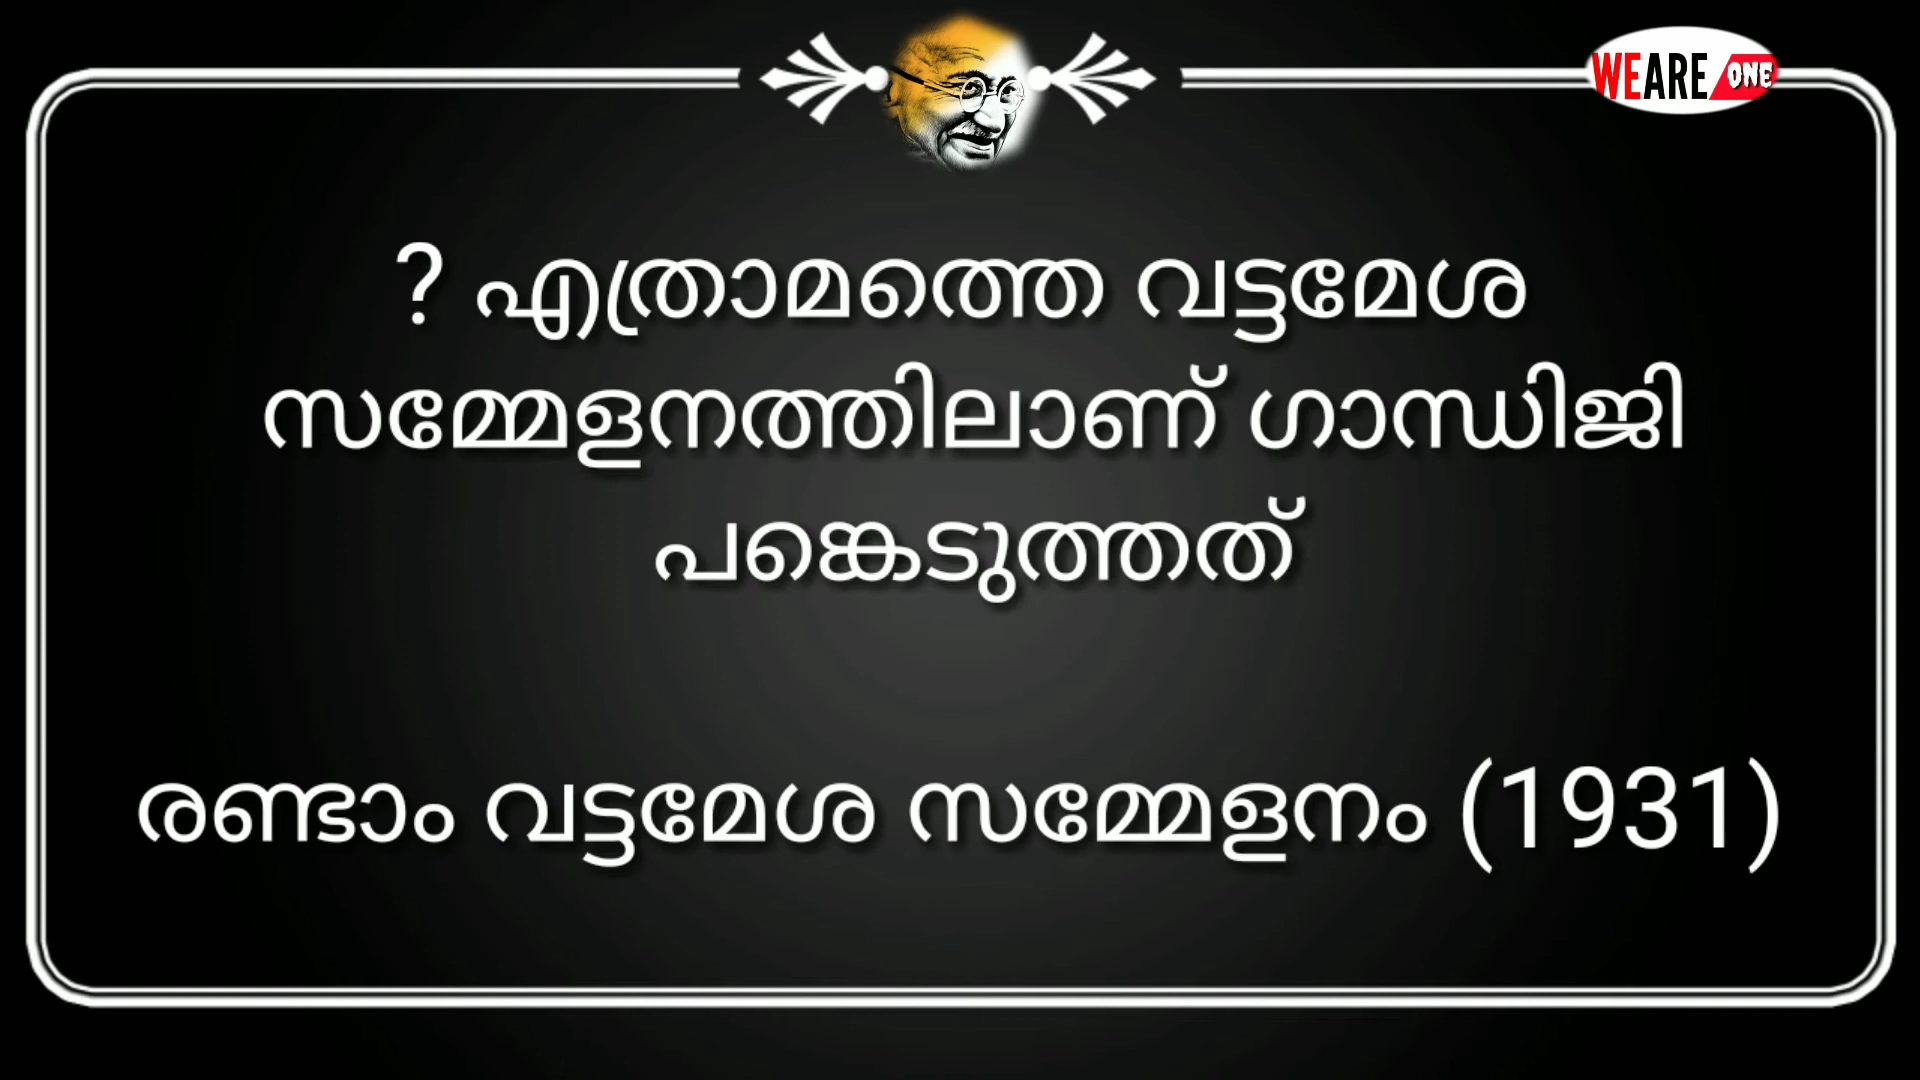 WEARE ONE
? എത്രാമത്തെ വട്ടമേശ
സമ്മേളനത്തിലാണ് ഗാന്ധിജി
പങ്കെടുത്തത്
രണ്ടാം വട്ടമേശ സമ്മേളനം (1931)